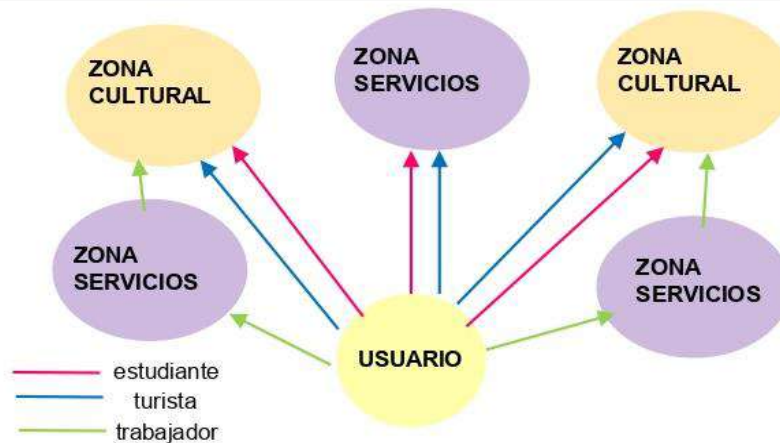 ZONA
CULTURAL
ZONA
SERVICIOS
ZONA
CULTURAL
ZONA
SERVICIOS
ZONA
SERVICIOS
USUARIO
estudiante
turista
trabajador